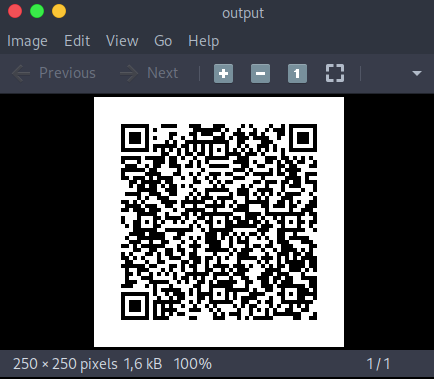 output
Image Edit View Go Help
Previous Next 1
250 × 250 pixels 1,6 kB 100% 1 / 1